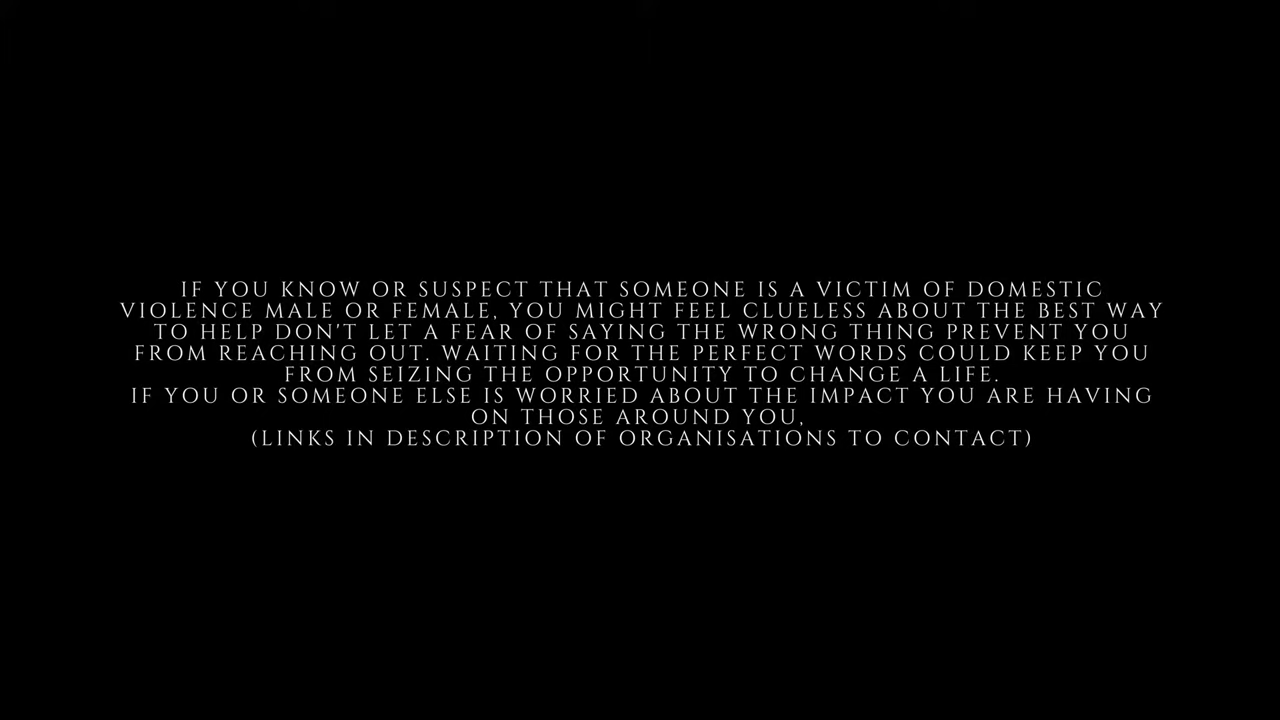 IF YOU KNOW OR SUSPECT THAT SOMEONE IS A VICTIM OF DOMESTIC
VIOLENCE MALE OR FEMALE, YOU MIGHT FEEL CLUELESS ABOUT THE BEST WAY
TO HELP DON'T LET A FEAR OF SAYING THE WRONG THING PREVENT YOU
FROM REACHING OUT. WAITING FOR THE PERFECT WORDS COULD KEEP YOU
FROM SEIZING THE OPPORTUNITY TO CHANGE A LIFE.
IF YOU OR SOMEONE ELSE IS WORRIED ABOUT THE IMPACT YOU ARE HAVING
ON THOSE AROUND YOU,
(LINKS IN DESCRIPTION OF ORGANISATIONS TO CONTACT)